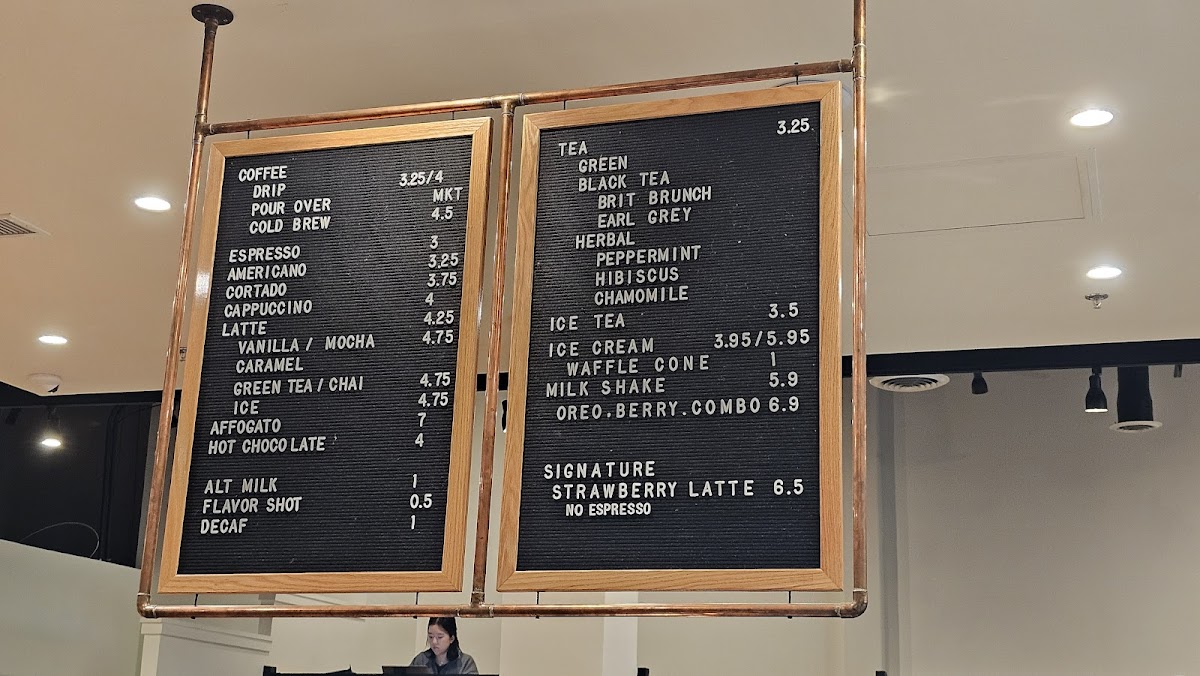 COFFEE
DRIP 3.25/4
POUR OVER MKT
COLD BREW 4.5
ESPRESSO 3
AMERICANO 3.25
CORTADO 3.75
CAPPUCCINO 4
LATTE 4.25
VANILLA / MOCHA 4.75
CARAMEL
GREEN TEA / CHAI 4.75
ICE 4.75
AFFOGATO 7
HOT CHOCOLATE 4
ALT MILK 1
FLAVOR SHOT 0.5
DECAF 1
TEA 3.25
GREEN
BLACK TEA
BRIT BRUNCH
EARL GREY
HERBAL
PEPPERMINT
HIBISCUS
CHAMOMILE
ICE TEA 3.5
ICE CREAM 3.95/5.95
WAFFLE CONE 1
MILK SHAKE 5.9
OREO.BERRY.COMBO 6.9
SIGNATURE
STRAWBERRY LATTE 6.5
NO ESPRESSO